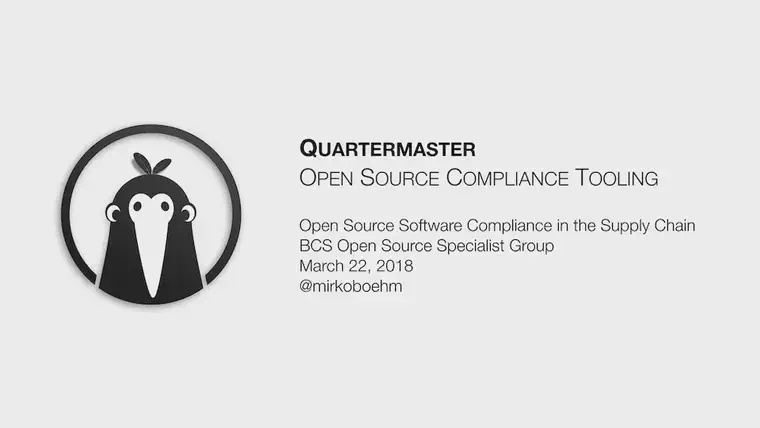 QUARTERMASTER
OPEN SOURCE COMPLIANCE TOOLING
Open Source Software Compliance in the Supply Chain
BCS Open Source Specialist Group
March 22, 2018
@mirkoboehm